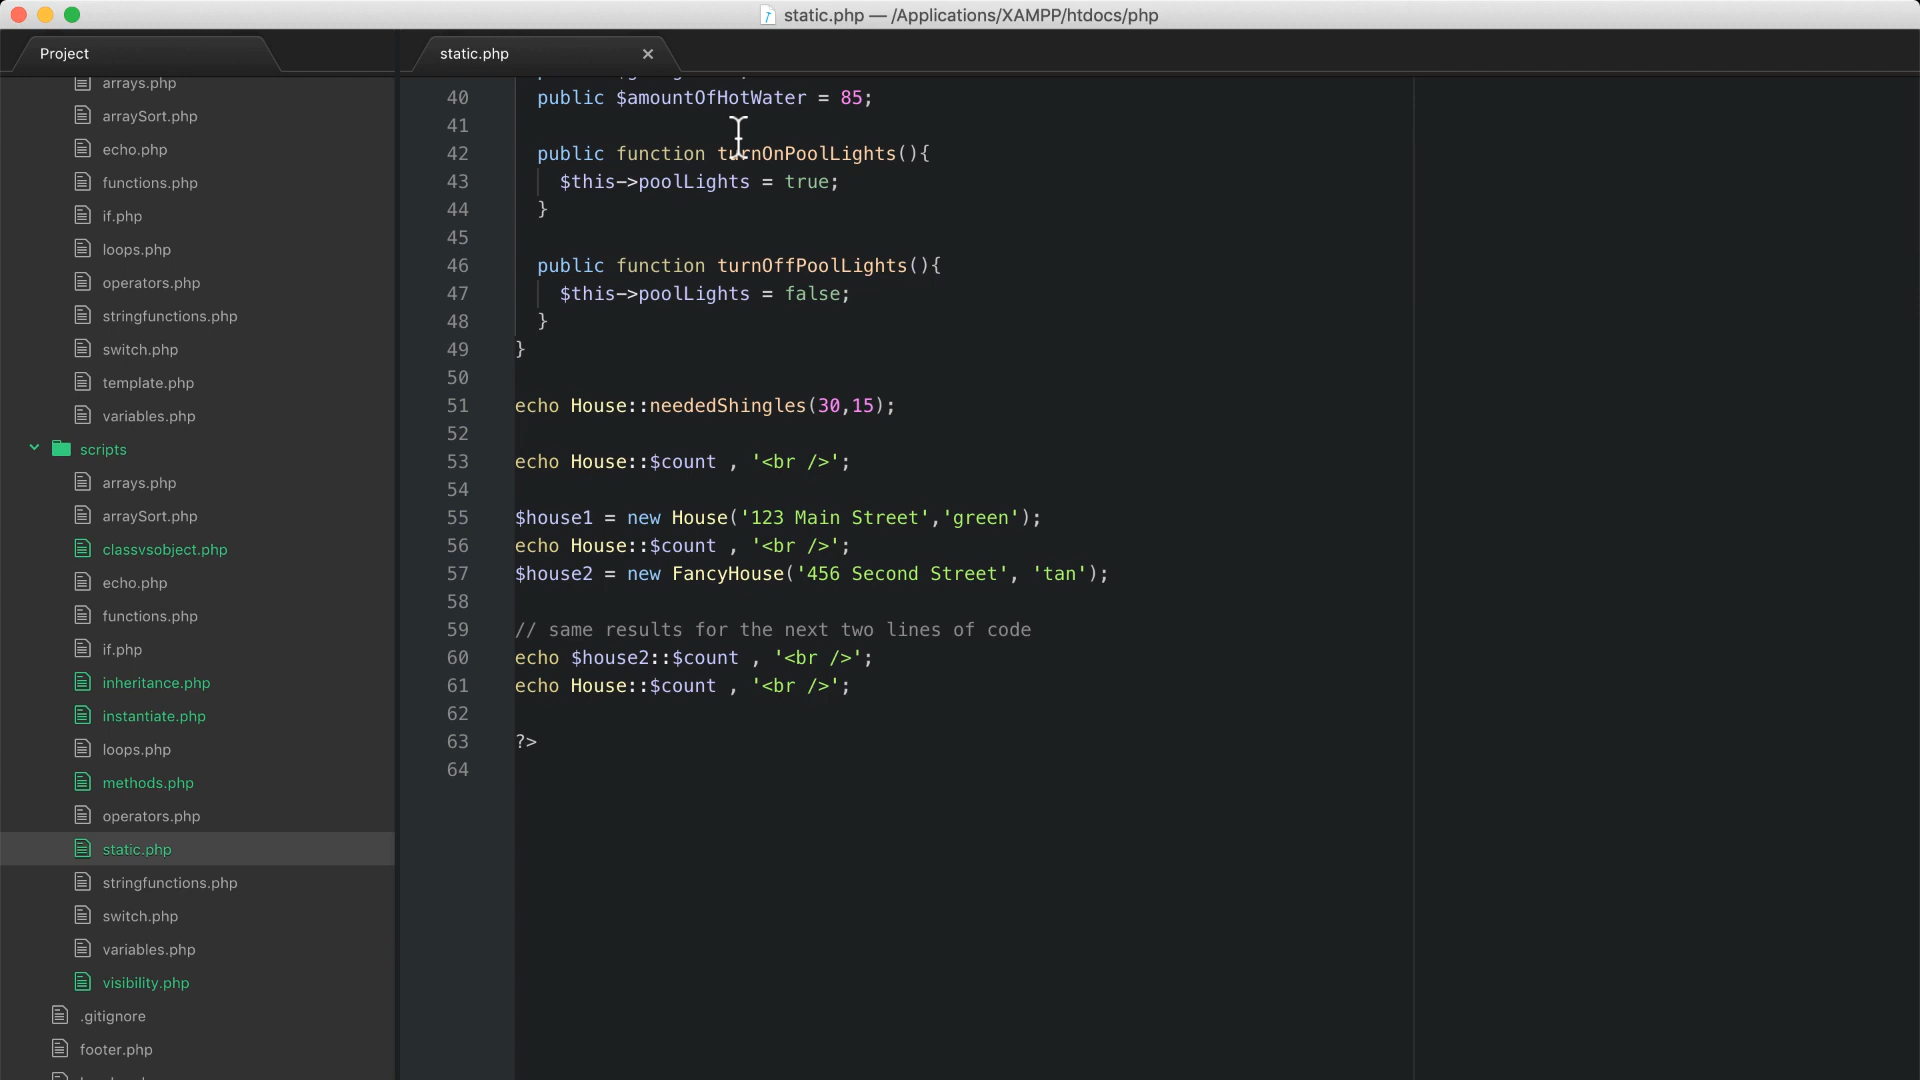 static.php — /Applications/XAMPP/htdocs/php
Project
static.php
arrays.php
arraySort.php
echo.php
functions.php
if.php
loops.php
operators.php
stringfunctions.php
switch.php
template.php
variables.php
scripts
arrays.php
arraySort.php
classvsobject.php
echo.php
functions.php
if.php
inheritance.php
instantiate.php
loops.php
methods.php
operators.php
static.php
stringfunctions.php
switch.php
variables.php
visibility.php
.gitignore
footer.php
40 public $amountOfHotWater = 85;
41
42 public function turnOnPoolLights(){
43 $this->poolLights = true;
44 }
45
46 public function turnOffPoolLights(){
47 $this->poolLights = false;
48 }
49 }
50
51 echo House::neededShingles(30,15);
52
53 echo House::$count , '<br />';
54
55 $house1 = new House('123 Main Street','green');
56 echo House::$count , '<br />';
57 $house2 = new FancyHouse('456 Second Street', 'tan');
58
59 // same results for the next two lines of code
60 echo $house2::$count , '<br />';
61 echo House::$count , '<br />';
62
63 ?>
64